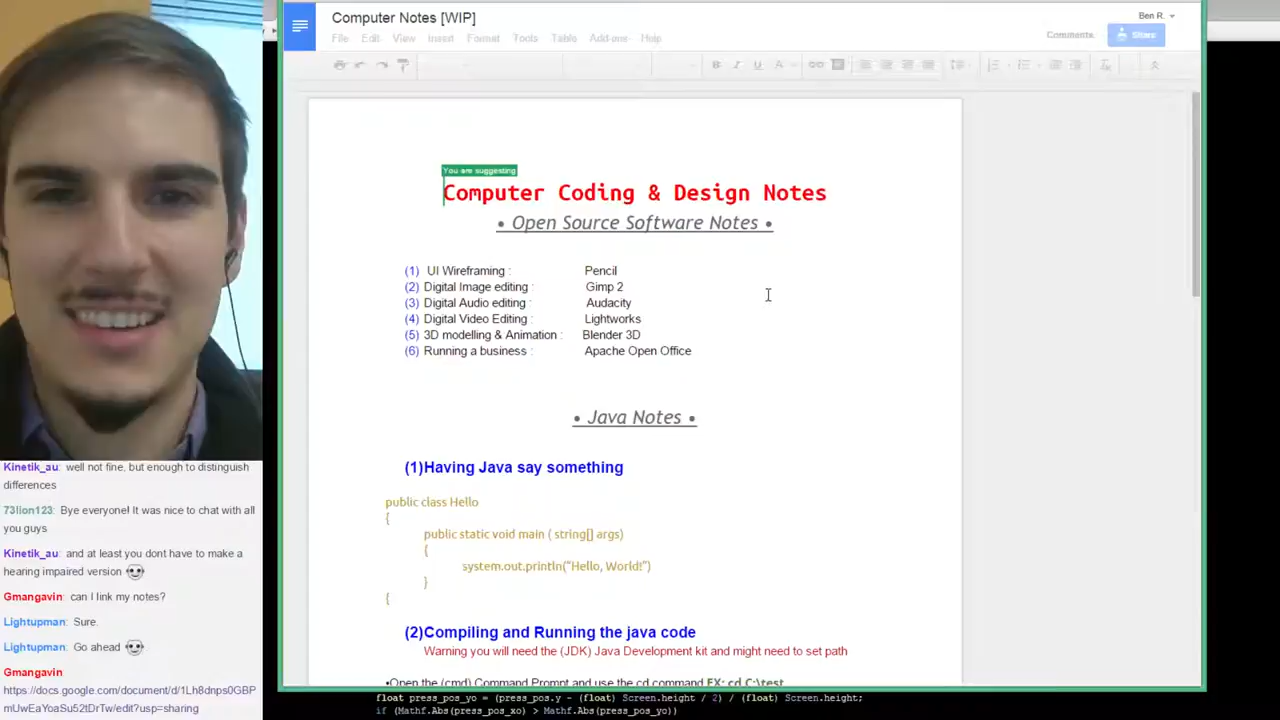 Computer Notes [WIP]
Ben R.
File Edit View Insert Format Tools Table Add-ons Help
Comments
Share
You are suggesting
Computer Coding & Design Notes
• Open Source Software Notes •
(1) UI Wireframing : Pencil
(2) Digital Image editing : Gimp 2
(3) Digital Audio editing : Audacity
(4) Digital Video Editing : Lightworks
(5) 3D modelling & Animation : Blender 3D
(6) Running a business : Apache Open Office
• Java Notes •
(1)Having Java say something
public class Hello
{
public static void main ( string[] args)
{
system.out.println("Hello, World!")
}
{
(2)Compiling and Running the java code
Warning you will need the (JDK) Java Development kit and might need to set path
•Open the (cmd) Command Prompt and use the cd command EX: cd C:\test
float press_pos_yo = (press_pos.y - (float) Screen.height / 2) / (float) Screen.height;
if (Mathf.Abs(press_pos_xo) > Mathf.Abs(press_pos_yo))
Kinetik_au: well not fine, but enough to distinguish
differences
73lion123: Bye everyone! It was nice to chat with all
you guys
Kinetik_au: and at least you dont have to make a
hearing impaired version
Gmangavin: can I link my notes?
Lightupman: Sure.
Lightupman: Go ahead
Gmangavin
https://docs.google.com/document/d/1Lh8dnps0GBP
mUwEaYoaSu52tDrTw/edit?usp=sharing